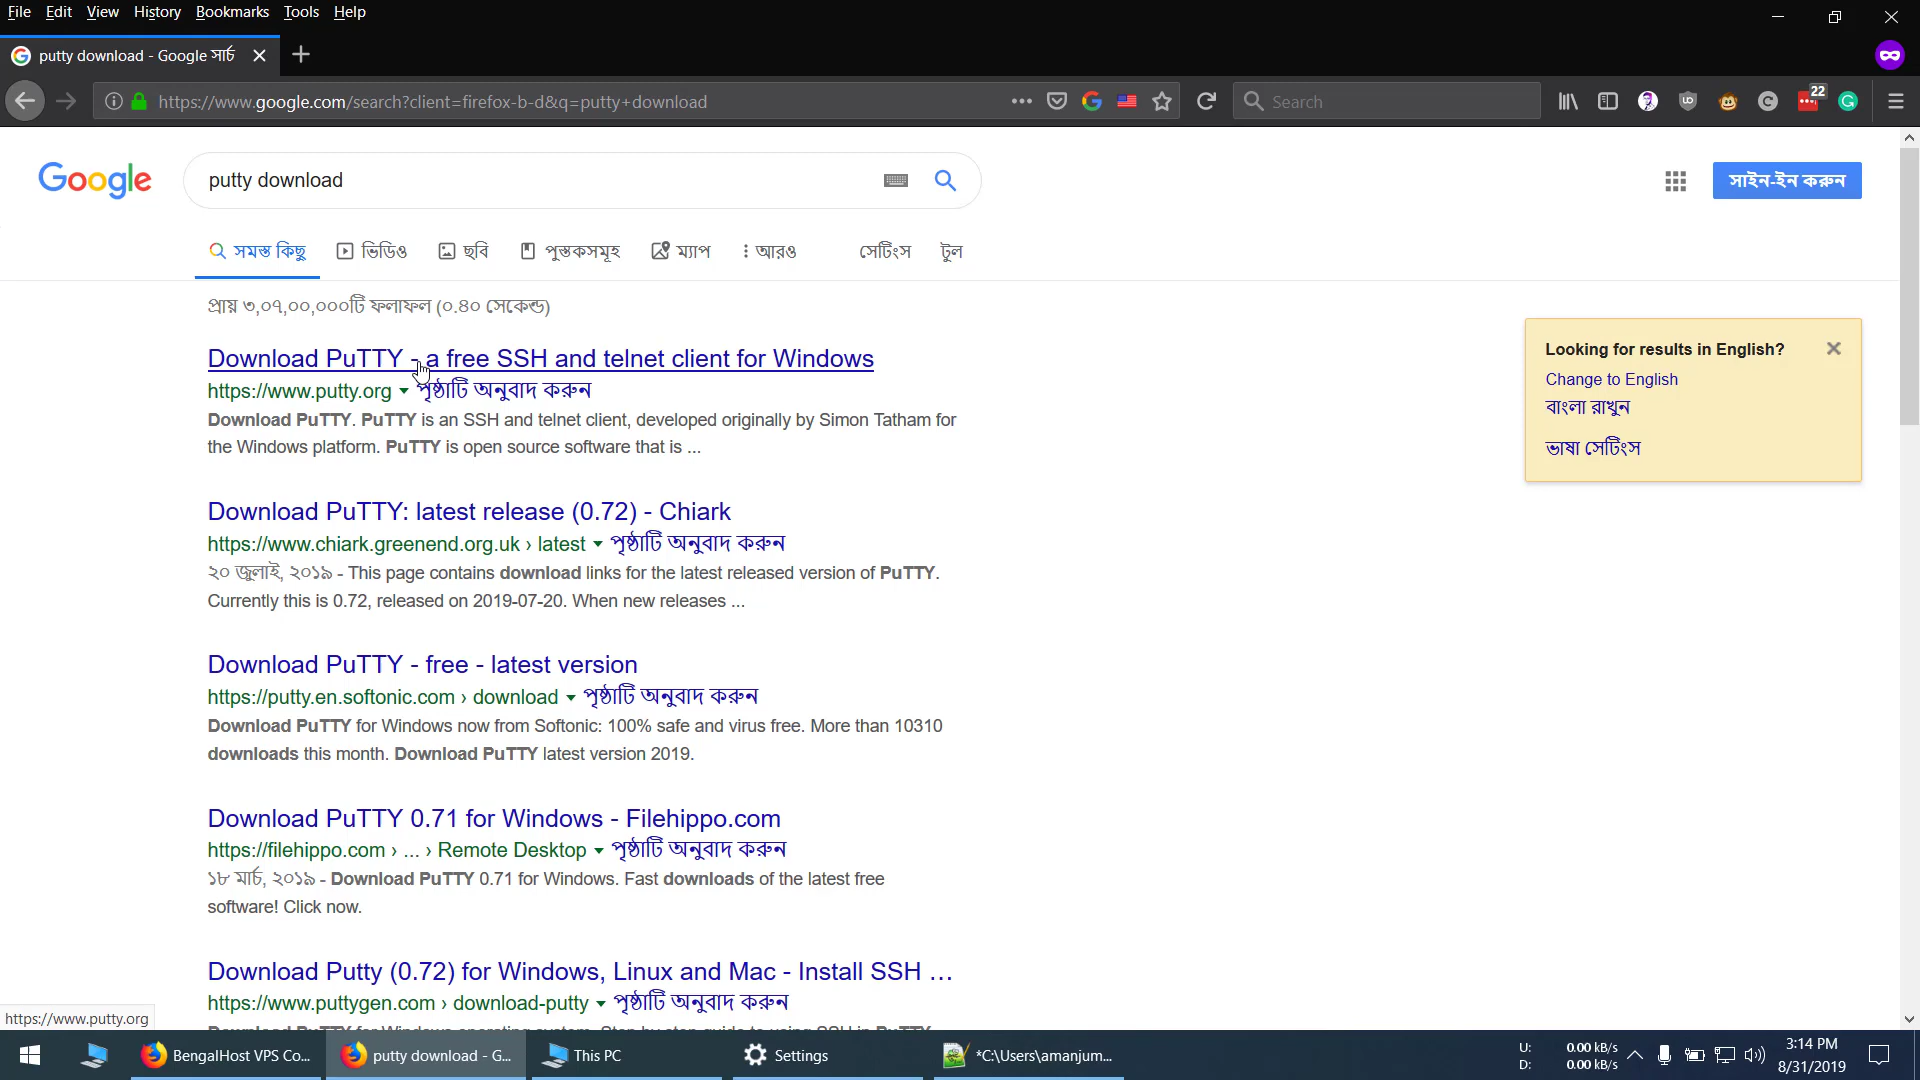 File Edit View History Bookmarks Tools Help
putty download - Google সার্চ
https://www.google.com/search?client=firefox-b-d&q=putty+download
Search
22
Google
putty download
সাইন-ইন করুন
সমস্ত কিছু ভিডিও ছবি পুস্তকসমূহ ম্যাপ আরও সেটিংস টুল
প্রায় ৩,০৭,০০,০০০টি ফলাফল (০.৪০ সেকেন্ড)
Download PuTTY - a free SSH and telnet client for Windows
https://www.putty.org পৃষ্ঠাটি অনুবাদ করুন
Download PuTTY. PuTTY is an SSH and telnet client, developed originally by Simon Tatham for
the Windows platform. PuTTY is open source software that is ...
Looking for results in English?
Change to English
বাংলা রাখুন
ভাষা সেটিংস
Download PuTTY: latest release (0.72) - Chiark
https://www.chiark.greenend.org.uk › latest পৃষ্ঠাটি অনুবাদ করুন
২০ জুলাই, ২০১৯ - This page contains download links for the latest released version of PuTTY.
Currently this is 0.72, released on 2019-07-20. When new releases ...
Download PuTTY - free - latest version
https://putty.en.softonic.com › download পৃষ্ঠাটি অনুবাদ করুন
Download PuTTY for Windows now from Softonic: 100% safe and virus free. More than 10310
downloads this month. Download PuTTY latest version 2019.
Download PuTTY 0.71 for Windows - Filehippo.com
https://filehippo.com › ... › Remote Desktop পৃষ্ঠাটি অনুবাদ করুন
১৮ মার্চ, ২০১৯ - Download PuTTY 0.71 for Windows. Fast downloads of the latest free
software! Click now.
Download Putty (0.72) for Windows, Linux and Mac - Install SSH ...
https://www.puttygen.com › download-putty পৃষ্ঠাটি অনুবাদ করুন
https://www.putty.org
BengalHost VPS Co... putty download - G... This PC Settings *C:\Users\amanjum...
U: 0.00 kB/s
D: 0.00 kB/s
3:14 PM
8/31/2019